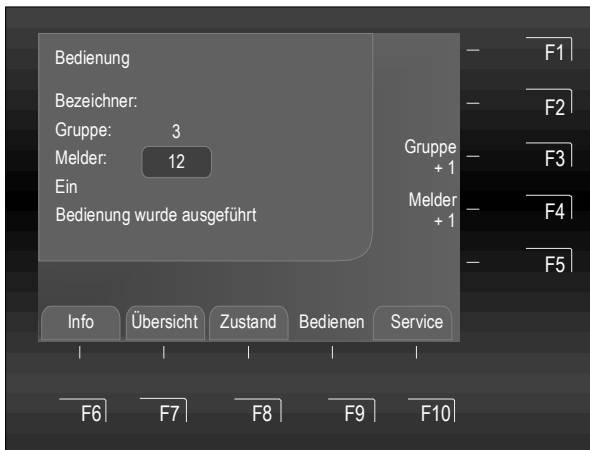 Bedienung
Bezeichner:
Gruppe: 3
Melder: 12
Ein
Bedienung wurde ausgeführt
Gruppe
+ 1
Melder
+ 1
F1
F2
F3
F4
F5
Info Übersicht Zustand Bedienen Service
F6 F7 F8 F9 F10